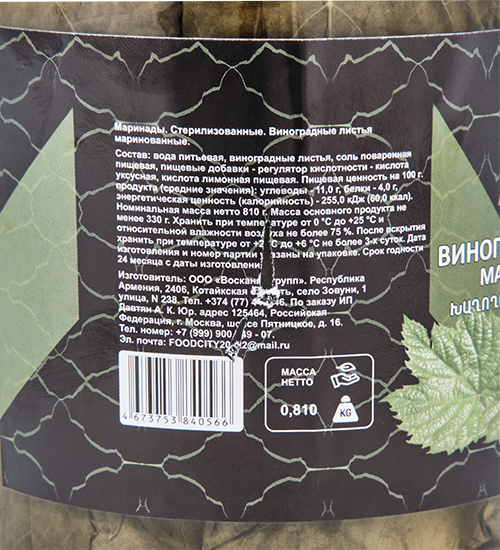 Маринады. Стерилизованные. Виноградные листья
маринованные.
Состав: вода питьевая, виноградные листья, соль поваренная
пищевая, пищевые добавки - регулятор кислотности - кислота
уксусная, кислота лимонная пищевая. Пищевая ценность на 100 г.
продукта (средние значения): углеводы - 11,0 г, белки - 4,0 г,
энергетическая ценность (калорийность) - 255,0 кДж (60,0 ккал).
Номинальная масса нетто 810 г. Масса основного продукта не
менее 330 г. Хранить при температуре от 0 °C до +25 °C и
относительной влажности воздуха не более 75 %. После вскрытия
хранить при температуре от до +6 °C не более 3-х суток. Дата
изготовления и номер партии указаны на упаковке. Срок годности
24 месяца с даты изготовления
Изготовитель: ООО «Воскани Групп». Республика
Армения, 2406, Котайкская село Зовуни, 1
улица, N 238. Тел. +374 (77) 46. По заказу ИП
Давтян А. К. Юр. адрес 125464, Российская
Федерация, г. Москва, шоссе Пятницкое, д. 16.
Тел. номер: +7 (999) 900 49 - 07.
Эл. почта:
4 673753 840566
МАССА
НЕТТО
0,810
KG
ВИНОГ
МА
ԽԱՂՈՂ